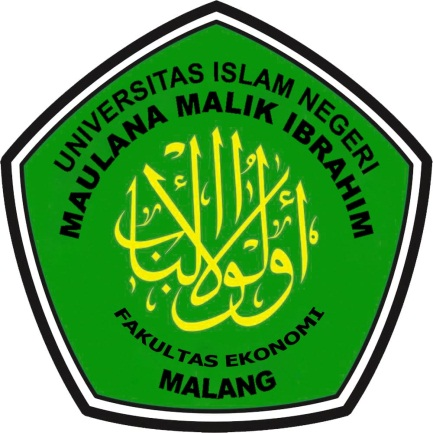 UNIVERSITAS ISLAM NEGERI
MAULANA MALIK IBRAHIM
أولوا الألباب
FAKULTAS EKONOMI
MALANG